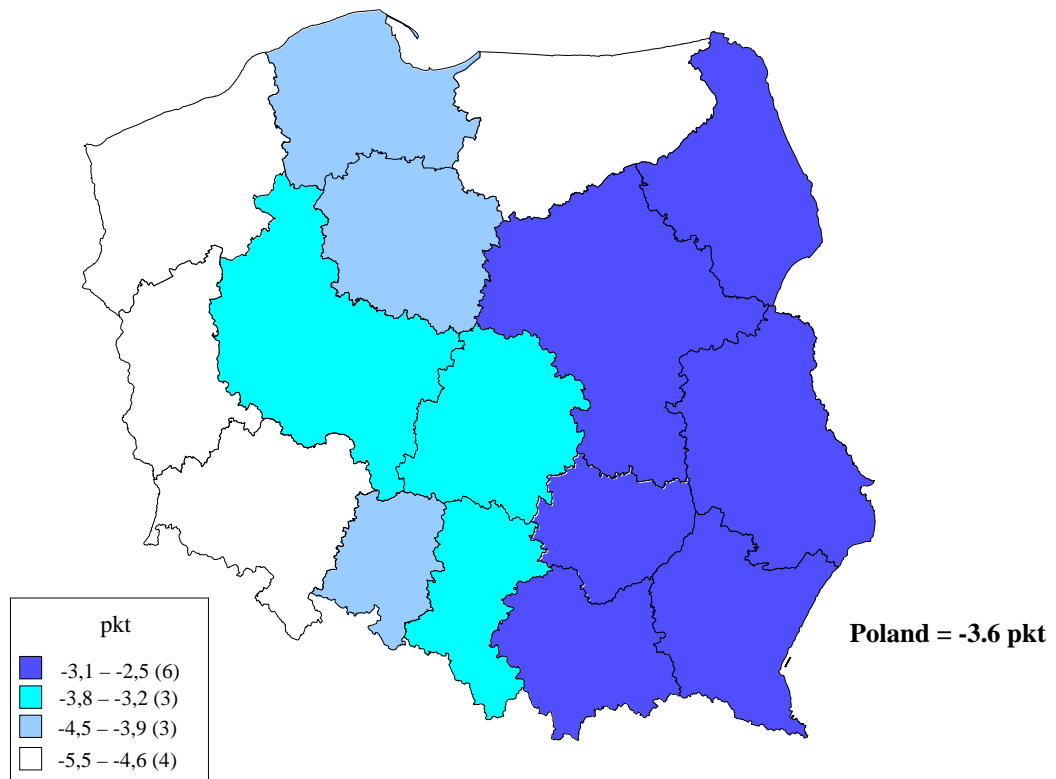 pkt
-3,1 – -2,5 (6)
-3,8 – -3,2 (3)
-4,5 – -3,9 (3)
-5,5 – -4,6 (4)
Poland = -3.6 pkt